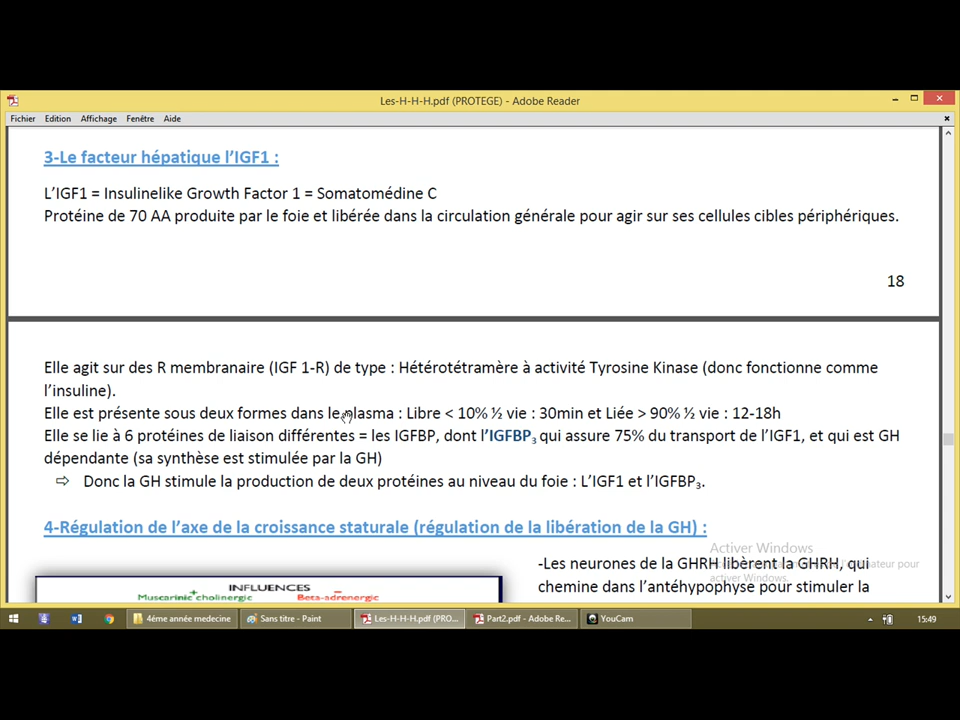 Les-H-H-H.pdf (PROTEGE) - Adobe Reader
Fichier Edition Affichage Fenêtre Aide
3-Le facteur hépatique l'IGF1 :
L'IGF1 = Insulinelike Growth Factor 1 = Somatomédine C
Protéine de 70 AA produite par le foie et libérée dans la circulation générale pour agir sur ses cellules cibles périphériques.
18
Elle agit sur des R membranaire (IGF 1-R) de type : Hétérotétramère à activité Tyrosine Kinase (donc fonctionne comme
l'insuline).
Elle est présente sous deux formes dans le plasma : Libre < 10% ½ vie : 30min et Liée > 90% ½ vie : 12-18h
Elle se lie à 6 protéines de liaison différentes = les IGFBP, dont l'IGFBP₃ qui assure 75% du transport de l'IGF1, et qui est GH
dépendante (sa synthèse est stimulée par la GH)
⇨ Donc la GH stimule la production de deux protéines au niveau du foie : L'IGF1 et l'IGFBP₃.
4-Régulation de l'axe de la croissance staturale (régulation de la libération de la GH) :
-Les neurones de la GHRH libèrent la GHRH, qui
chemine dans l'antéhypophyse pour stimuler la
INFLUENCES
+ –
Muscarinic cholinergic Beta-adrenergic
Activer Windows
activer Windows.
4éme année medecine Sans titre - Paint Les-H-H-H.pdf (PRO... Part2.pdf - Adobe Re... YouCam 15:49